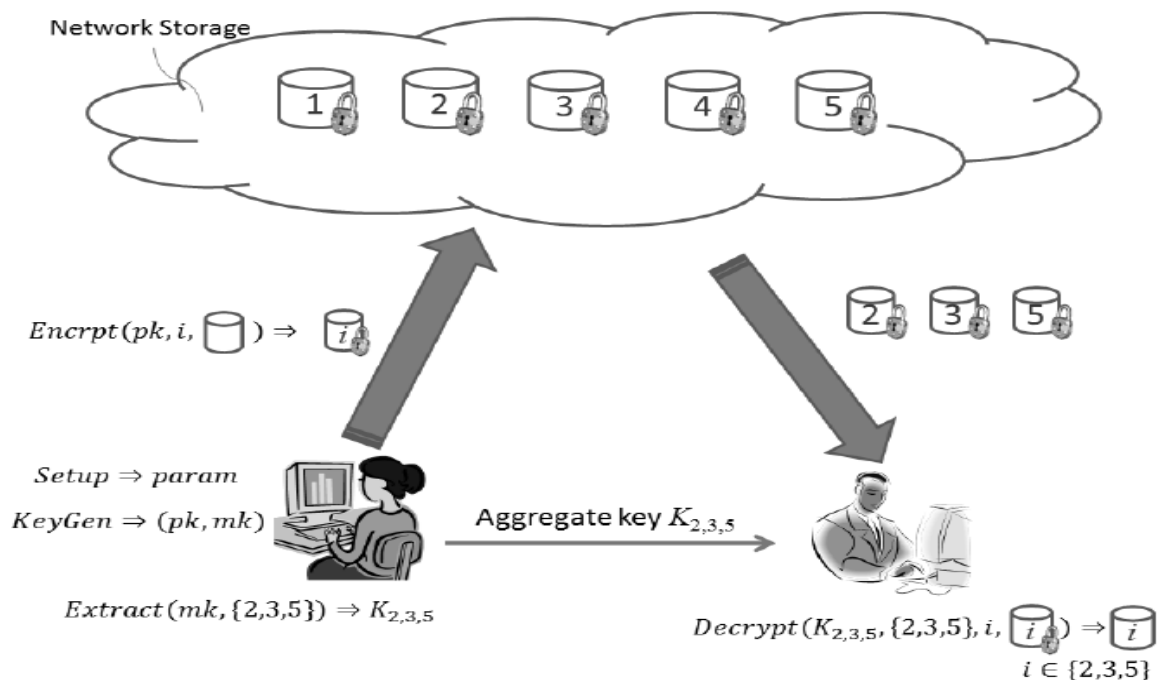 Network Storage
1 2 3 4 5
2 3 5
Encrpt(pk, i, ) ⇒ i
Setup ⇒ param
KeyGen ⇒ (pk, mk)
Aggregate key K2,3,5
Extract(mk, {2,3,5}) ⇒ K2,3,5
Decrypt(K2,3,5, {2,3,5}, i, i ) ⇒ i
i ∈ {2,3,5}